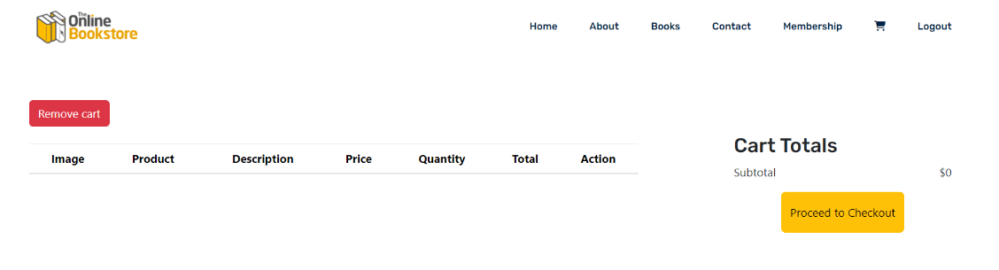 The
Online
Bookstore
Home About Books Contact Membership Logout
Remove cart
Image Product Description Price Quantity Total Action
Cart Totals
Subtotal $0
Proceed to Checkout